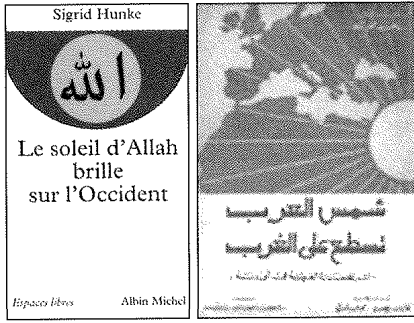 Sigrid Hunke
الله
Le soleil d'Allah
brille
sur l'Occident
Espaces libres
Albin Michel
شمس العرب
تسطع على الغرب